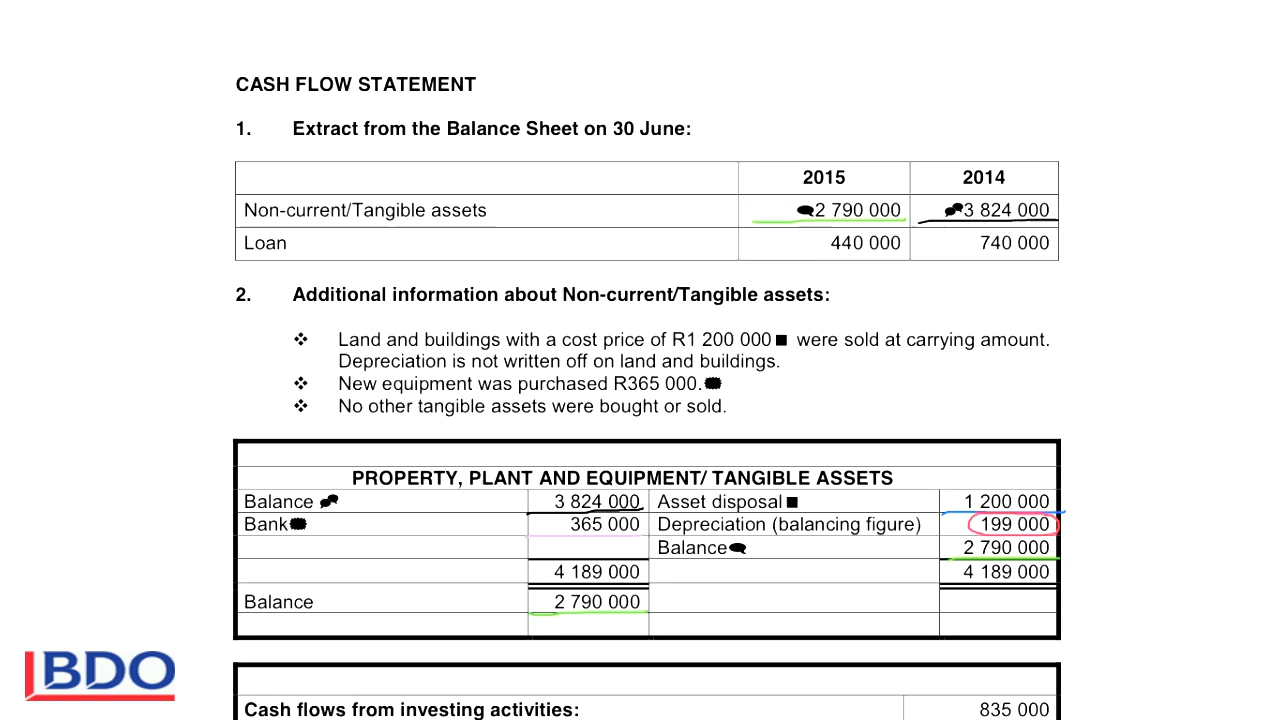 CASH FLOW STATEMENT
1. Extract from the Balance Sheet on 30 June:
2015 2014
Non-current/Tangible assets 2 790 000 3 824 000
Loan 440 000 740 000
2. Additional information about Non-current/Tangible assets:
Land and buildings with a cost price of R1 200 000 were sold at carrying amount.
Depreciation is not written off on land and buildings.
New equipment was purchased R365 000.
No other tangible assets were bought or sold.
PROPERTY, PLANT AND EQUIPMENT/ TANGIBLE ASSETS
Balance 3 824 000 Asset disposal 1 200 000
Bank 365 000 Depreciation (balancing figure) 199 000
Balance 2 790 000
4 189 000 4 189 000
Balance 2 790 000
BDO
Cash flows from investing activities: 835 000